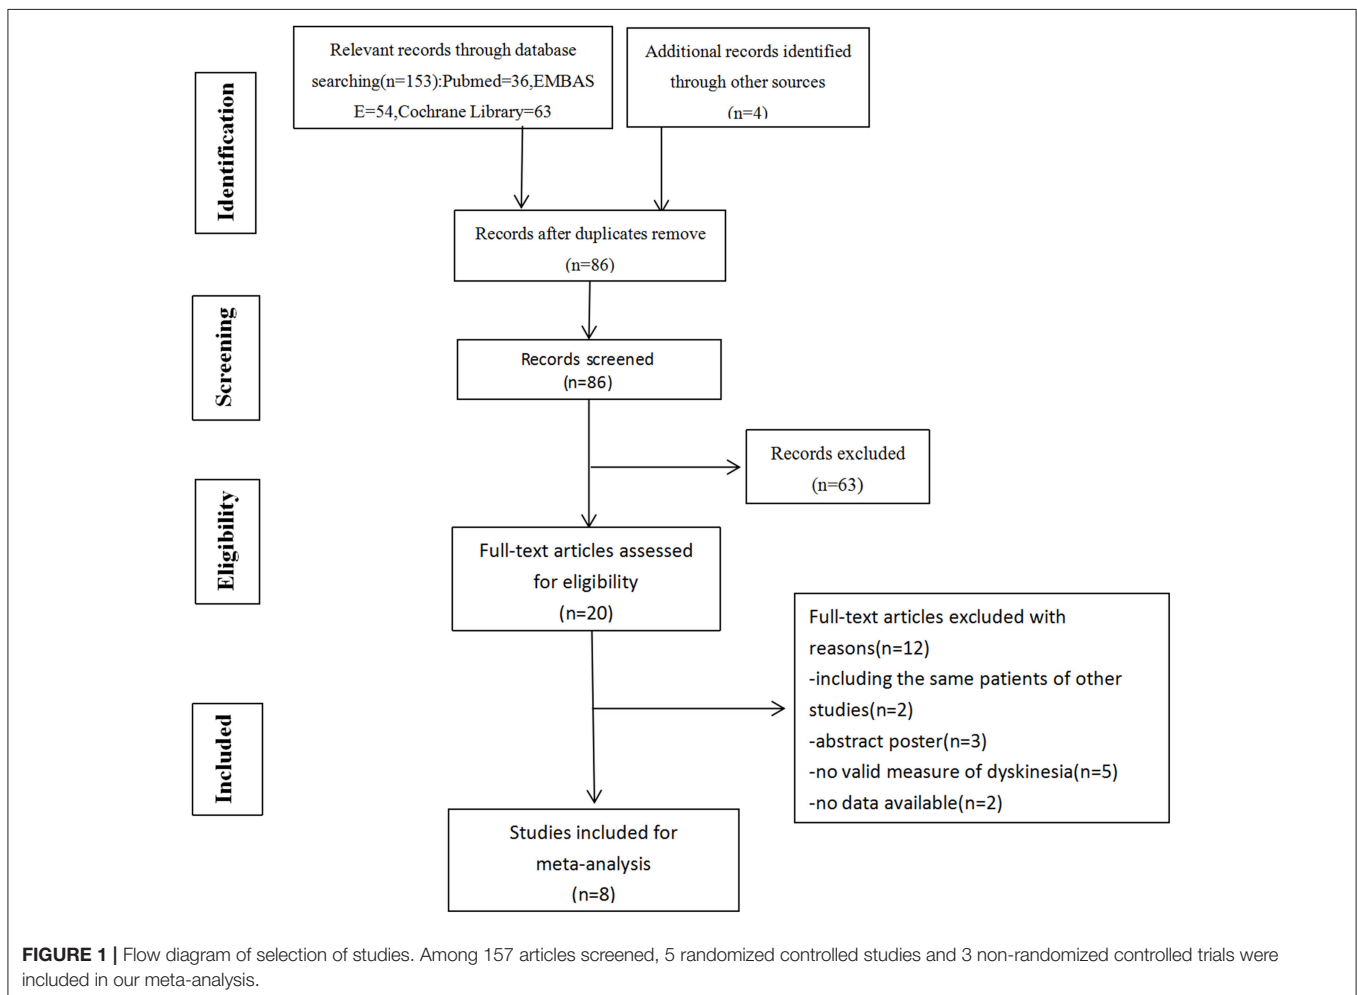 Relevant records through database
searching(n=153):Pubmed=36,EMBAS
E=54,Cochrane Library=63
Additional records identified
through other sources
(n=4)
Identification
Records after duplicates remove
(n=86)
Screening
Records screened
(n=86)
Records excluded
(n=63)
Eligibility
Full-text articles assessed
for eligibility
(n=20)
Full-text articles excluded with
reasons(n=12)
-including the same patients of other
studies(n=2)
-abstract poster(n=3)
-no valid measure of dyskinesia(n=5)
-no data available(n=2)
Included
Studies included for
meta-analysis
(n=8)
FIGURE 1 | Flow diagram of selection of studies. Among 157 articles screened, 5 randomized controlled studies and 3 non-randomized controlled trials were
included in our meta-analysis.